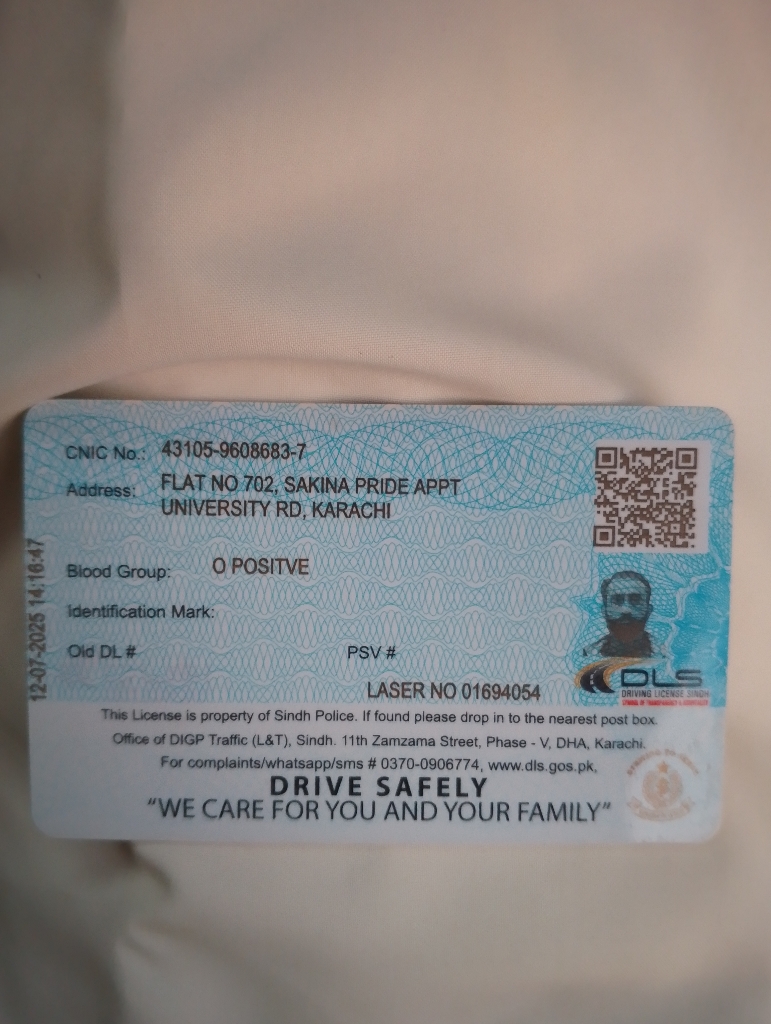 CNIC No.: 43105-9608683-7
Address: FLAT NO 702, SAKINA PRIDE APPT
UNIVERSITY RD, KARACHI
Blood Group: O POSITVE
Identification Mark:
Old DL # PSV #
LASER NO 01694054
12-07-2025 14:16:47
DLS
DRIVING LICENSE SINDH
This License is property of Sindh Police. If found please drop in to the nearest post box.
Office of DIGP Traffic (L&T), Sindh. 11th Zamzama Street, Phase - V, DHA, Karachi.
For complaints/whatsapp/sms # 0370-0906774, www.dls.gos.pk,
DRIVE SAFELY
“WE CARE FOR YOU AND YOUR FAMILY”